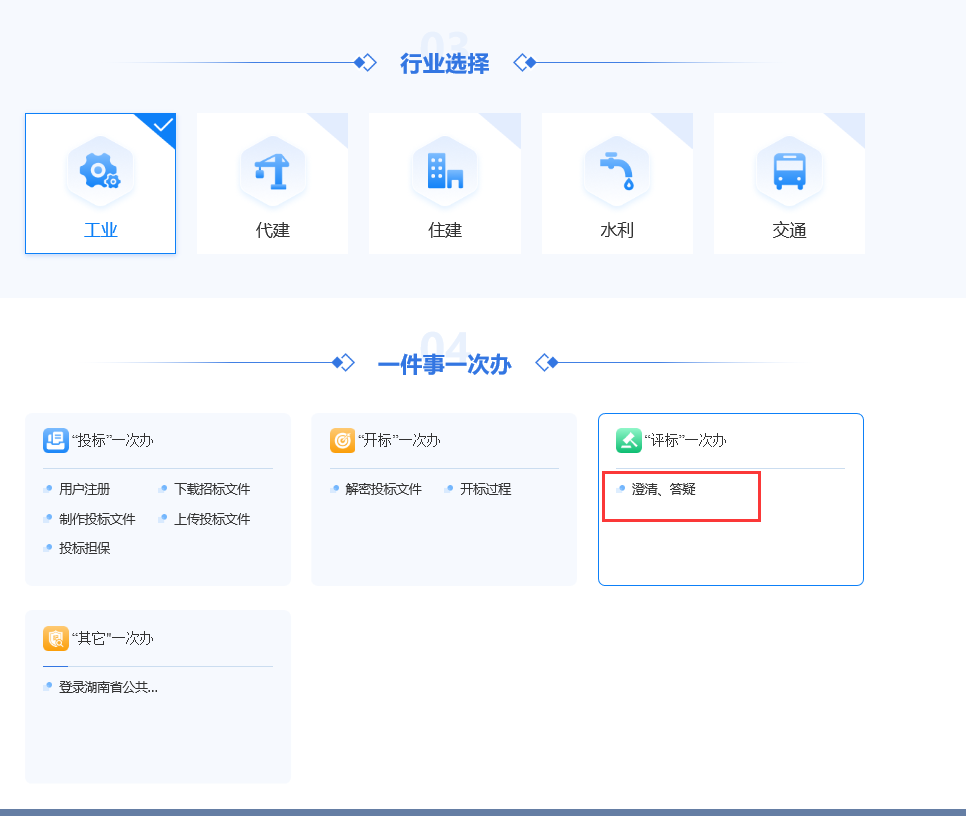 03
行业选择
工业
代建
住建
水利
交通
04
一件事一次办
“投标”一次办
用户注册
下载招标文件
制作投标文件
上传投标文件
投标担保
“开标”一次办
解密投标文件
开标过程
“评标”一次办
澄清、答疑
“其它"一次办
登录湖南省公共...